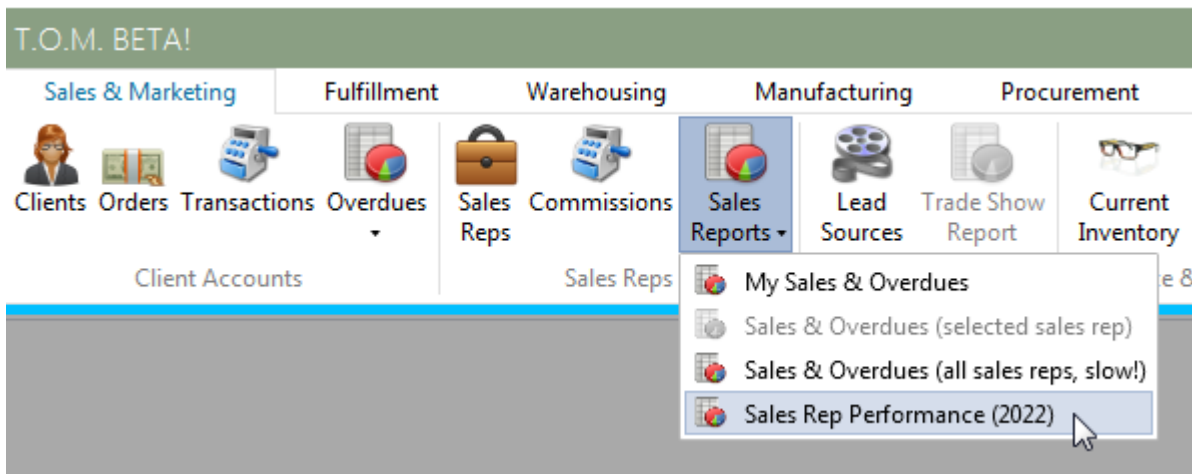 T.O.M. BETA!
Sales & Marketing Fulfillment Warehousing Manufacturing Procurement
Clients Orders Transactions Overdues Sales Reps Commissions Sales Reports Lead Sources Trade Show Report Current Inventory
Client Accounts Sales Reps
My Sales & Overdues
Sales & Overdues (selected sales rep)
Sales & Overdues (all sales reps, slow!)
Sales Rep Performance (2022)